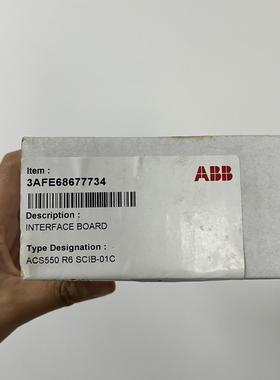 Item :
3AFE68677734
ABB
Description :
INTERFACE BOARD
Type Designation :
ACS550 R6 SCIB-01C